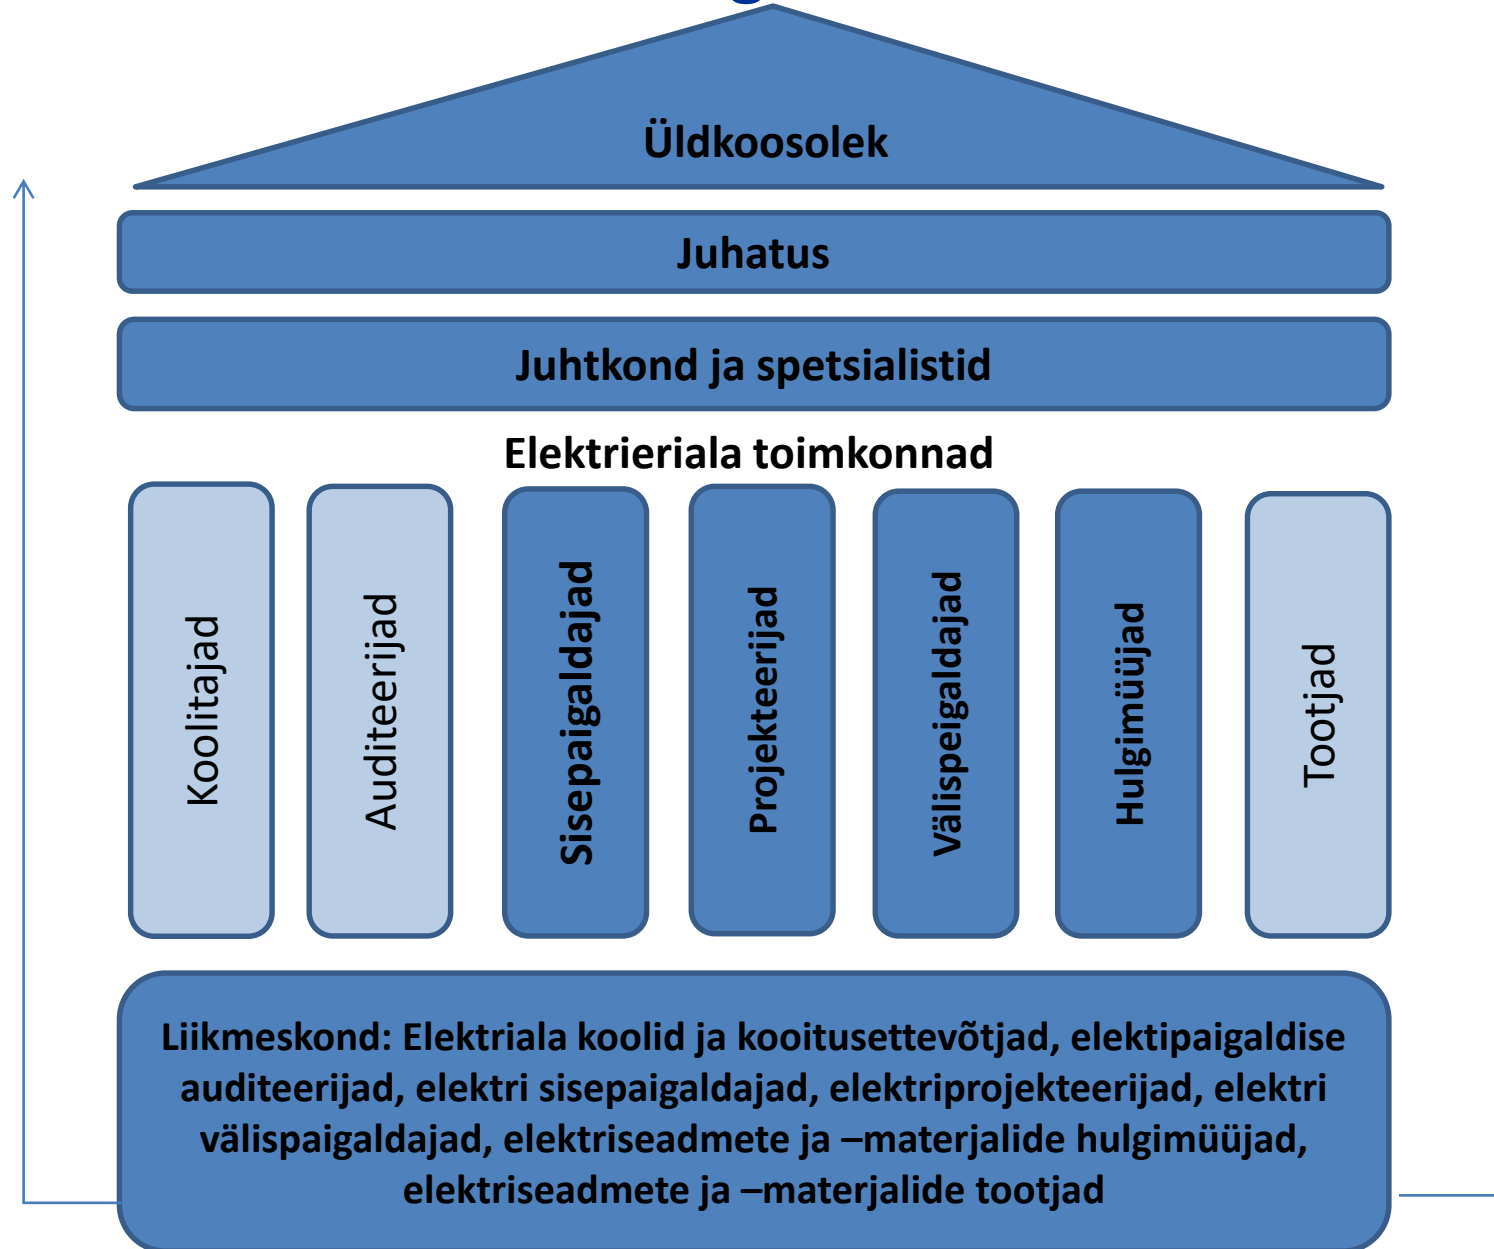 Üldkoosolek
Juhatus
Juhtkond ja spetsialistid
Elektrieriala toimkonnad
Koolitajad
Auditeerijad
Sisepaigaldajad
Projekteerijad
Välispeigaldajad
Hulgimüüjad
Tootjad
Liikmeskond: Elektriala koolid ja kooitusettevõtjad, elektipaigaldise
auditeerijad, elektri sisepaigaldajad, elektriprojekteerijad, elektri
välispaigaldajad, elektriseadmete ja –materjalide hulgimüüjad,
elektriseadmete ja –materjalide tootjad